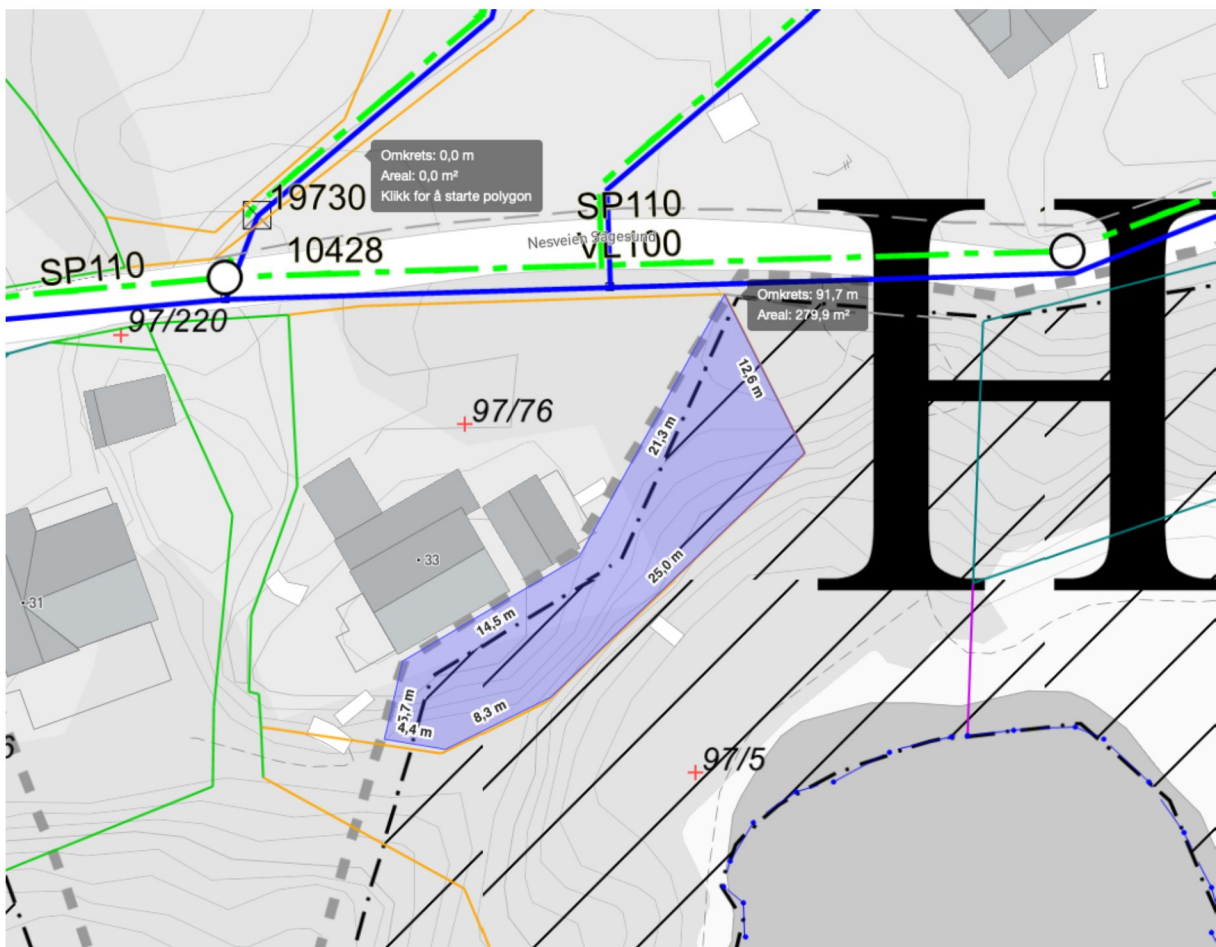 Omkrets: 0,0 m
Areal: 0,0 m²
Klikk for å starte polygon
19730
SP110
Nesveien Sagesund
VL100
10428
SP110
H
97/220
Omkrets: 91,7 m
Areal: 279,9 m²
12,6 m
97/76
21,3 m
33
25,0 m
31
14,5 m
8,3 m
4,4 m
97/5